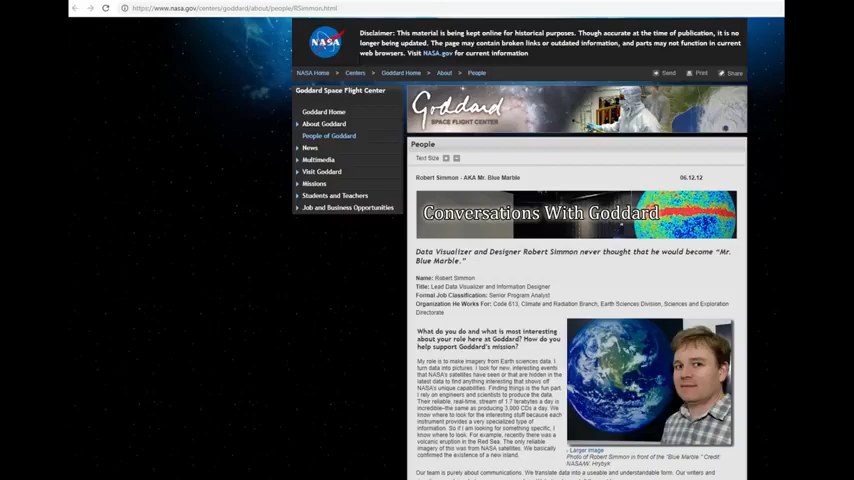 https://www.nasa.gov/centers/goddard/about/people/RSimmon.html
Disclaimer: This material is being kept online for historical purposes. Though accurate at the time of publication, it is no
longer being updated. The page may contain broken links or outdated information, and parts may not function in current
web browsers. Visit NASA.gov for current information
NASA
NASA Home > Centers > Goddard Home > About > People
Send Print Share
Goddard Space Flight Center
Goddard Home
About Goddard
People of Goddard
News
Multimedia
Visit Goddard
Missions
Students and Teachers
Job and Business Opportunities
Goddard
SPACE FLIGHT CENTER
People
Text Size + -
Robert Simmon - AKA Mr. Blue Marble 06.12.12
Conversations With Goddard
Data Visualizer and Designer Robert Simmon never thought that he would become “Mr.
Blue Marble.”
Name: Robert Simmon
Title: Lead Data Visualizer and Information Designer
Formal Job Classification: Senior Program Analyst
Organization He Works For: Code 613, Climate and Radiation Branch, Earth Sciences Division, Sciences and Exploration
Directorate
What do you do and what is most interesting
about your role here at Goddard? How do you
help support Goddard's mission?
My role is to make imagery from Earth sciences data. I
turn data into pictures. I look for new, interesting events
that NASA's satellites have seen or that are hidden in the
latest data to find anything interesting that shows off
NASA's unique capabilities. Finding things is the fun part.
I rely on engineers and scientists to produce the data.
Their reliable, real-time, stream of 1.7 terabytes a day is
incredible–the same as producing 3,000 CDs a day. We
know where to look for the interesting stuff because each
instrument provides a very specialized type of
information. So if I am looking for something specific, I
know where to look. For example, recently there was a
volcanic eruption in the Red Sea. The only reliable
imagery of this was from NASA satellites. We basically
confirmed the existence of a new island.
› Larger image
Photo of Robert Simmon in front of the "Blue Marble." Credit:
NASA/W. Hrybyk
Our team is purely about communications. We translate data into a useable and understandable form. Our writers and